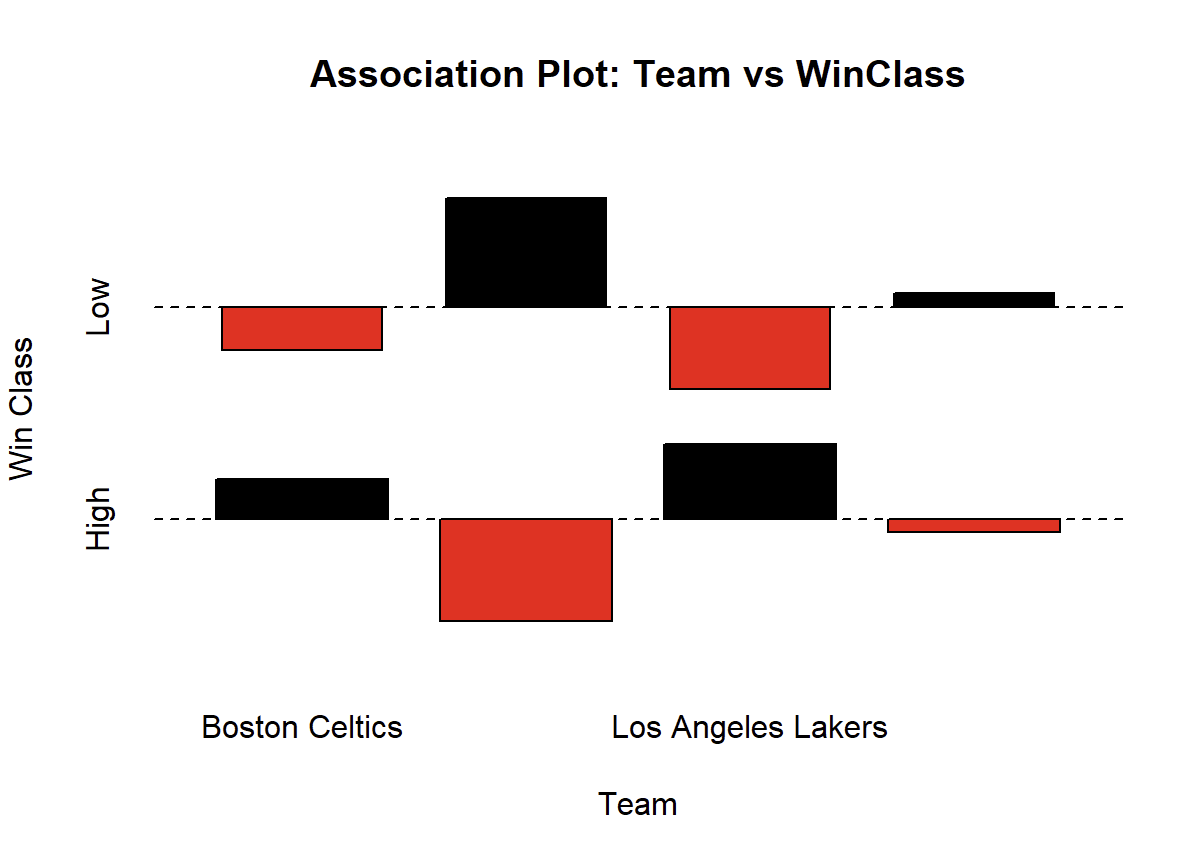 Association Plot: Team vs WinClass
Win Class
Low
High
Boston Celtics
Los Angeles Lakers
Team